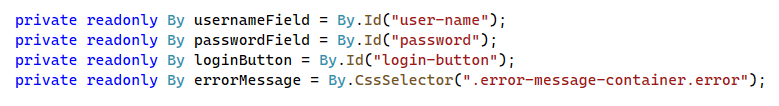 private readonly By usernameField = By.Id("user-name");
private readonly By passwordField = By.Id("password");
private readonly By loginButton = By.Id("login-button");
private readonly By errorMessage = By.CssSelector(".error-message-container.error");